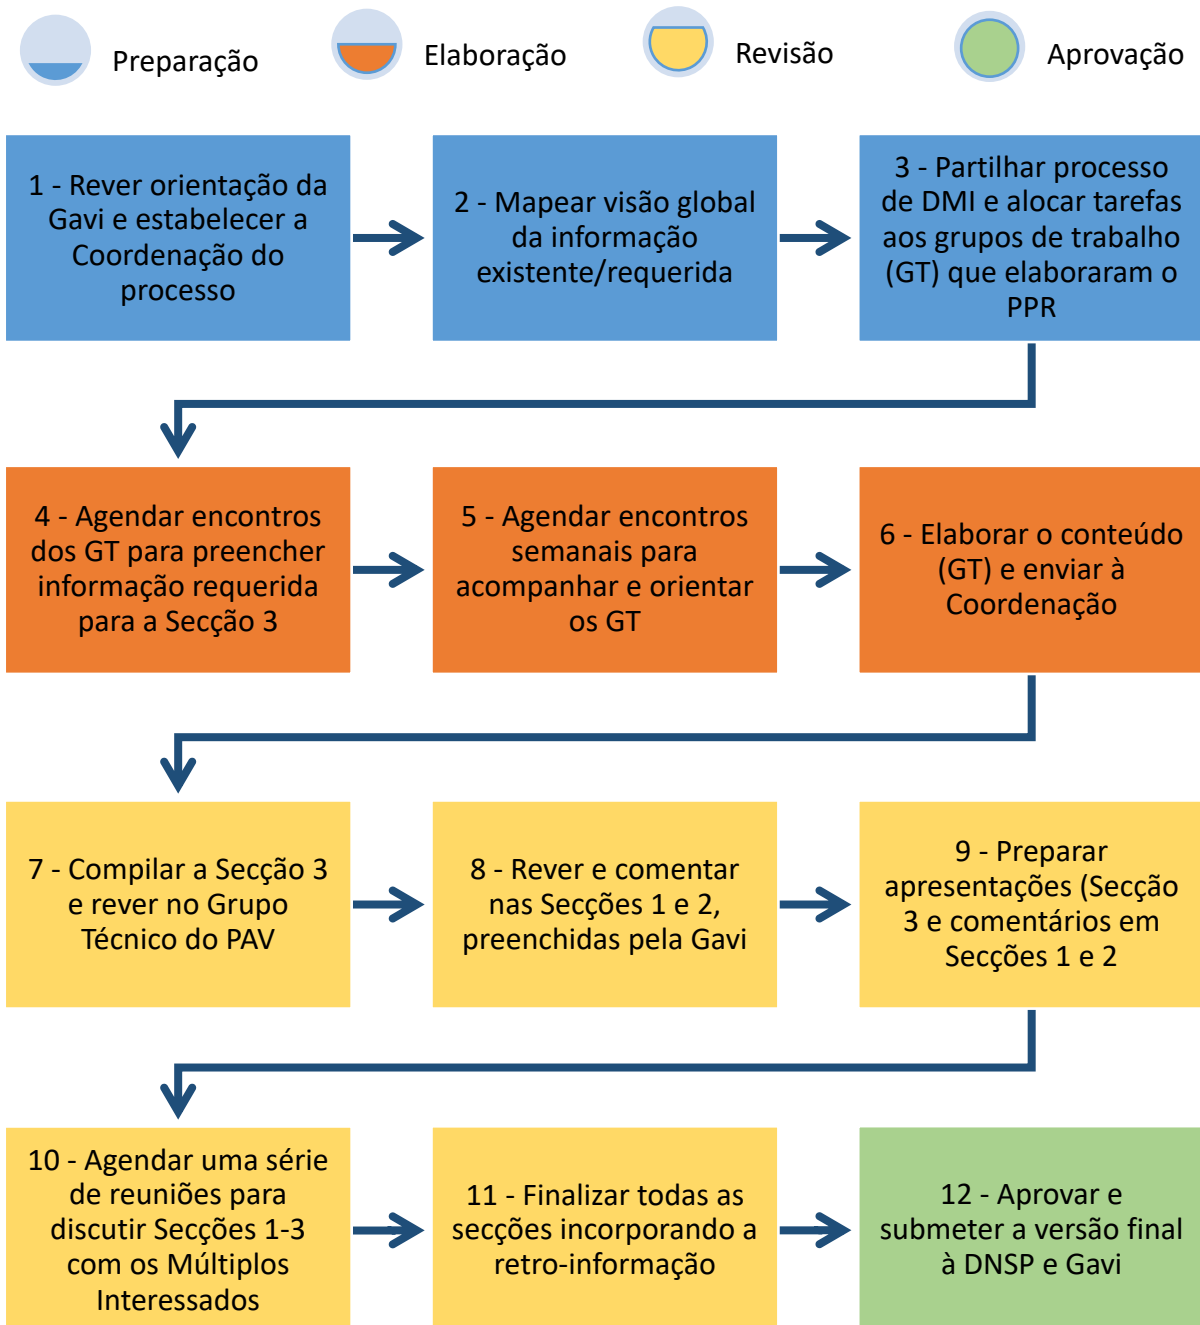 Preparação
Elaboração
Revisão
Aprovação
1 - Rever orientação da
Gavi e estabelecer a
Coordenação do
processo
2 - Mapear visão global
da informação
existente/requerida
3 - Partilhar processo
de DMI e alocar tarefas
aos grupos de trabalho
(GT) que elaboraram o
PPR
4 - Agendar encontros
dos GT para preencher
informação requerida
para a Secção 3
5 - Agendar encontros
semanais para
acompanhar e orientar
os GT
6 - Elaborar o conteúdo
(GT) e enviar à
Coordenação
7 - Compilar a Secção 3
e rever no Grupo
Técnico do PAV
8 - Rever e comentar
nas Secções 1 e 2,
preenchidas pela Gavi
9 - Preparar
apresentações (Secção
3 e comentários em
Secções 1 e 2
10 - Agendar uma série
de reuniões para
discutir Secções 1-3
com os Múltiplos
Interessados
11 - Finalizar todas as
secções incorporando a
retro-informação
12 - Aprovar e
submeter a versão final
à DNSP e Gavi